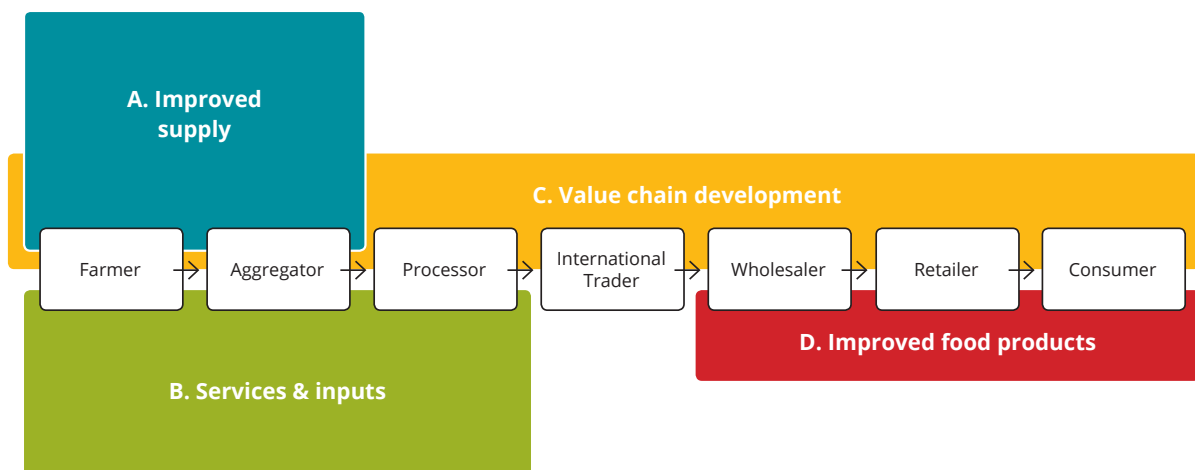 A. Improved
supply
C. Value chain development
Farmer
Aggregator
Processor
International
Trader
Wholesaler
Retailer
Consumer
D. Improved food products
B. Services & inputs